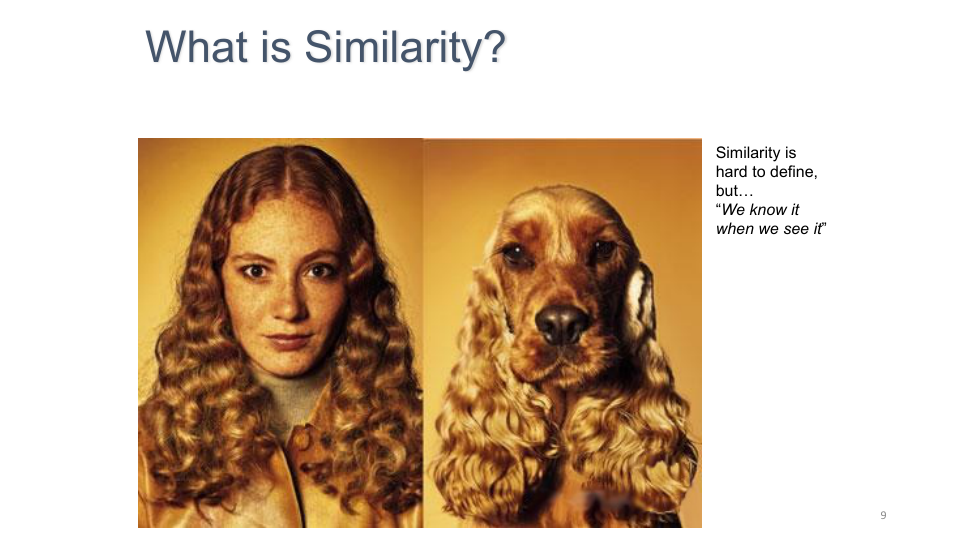 What is Similarity?
Similarity is
hard to define,
but…
“We know it
when we see it”
9